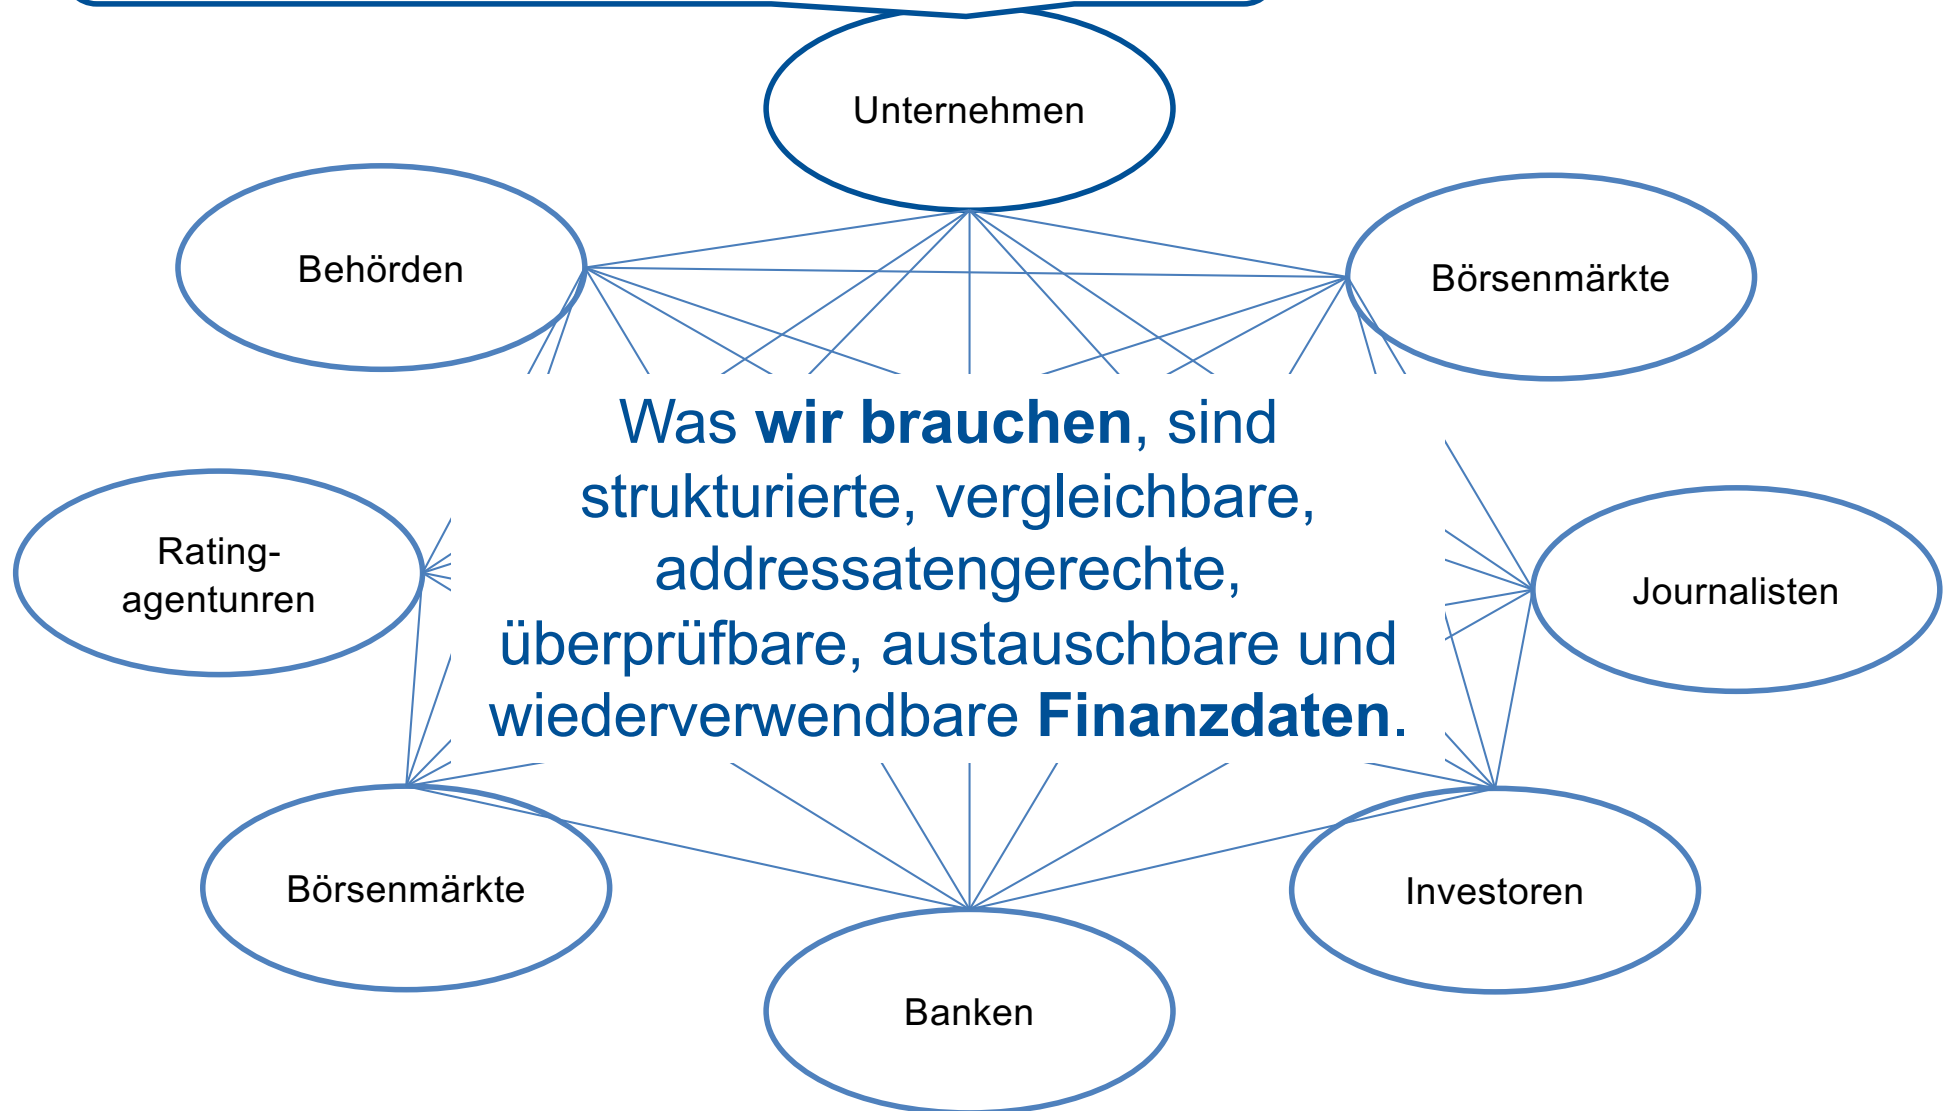 Unternehmen
Behörden
Börsenmärkte
Was wir brauchen, sind
strukturierte, vergleichbare,
addressatengerechte,
überprüfbare, austauschbare und
wiederverwendbare Finanzdaten.
Rating-
agentunren
Journalisten
Börsenmärkte
Investoren
Banken